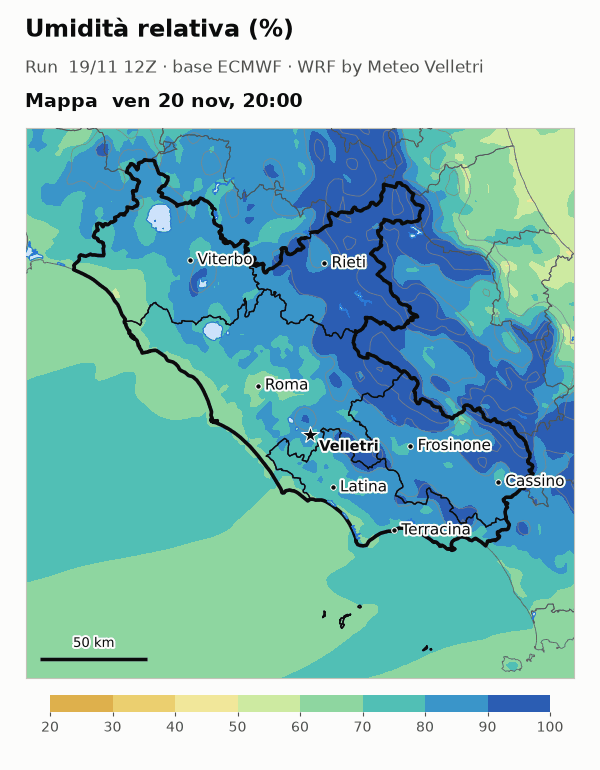 Umidità relativa (%)
Run  19/11 12Z · base ECMWF · WRF by Meteo Velletri
Mappa  ven 20 nov, 20:00
Viterbo
Rieti
Roma
Velletri
Frosinone
Cassino
Latina
Terracina
50 km
20 30 40 50 60 70 80 90 100